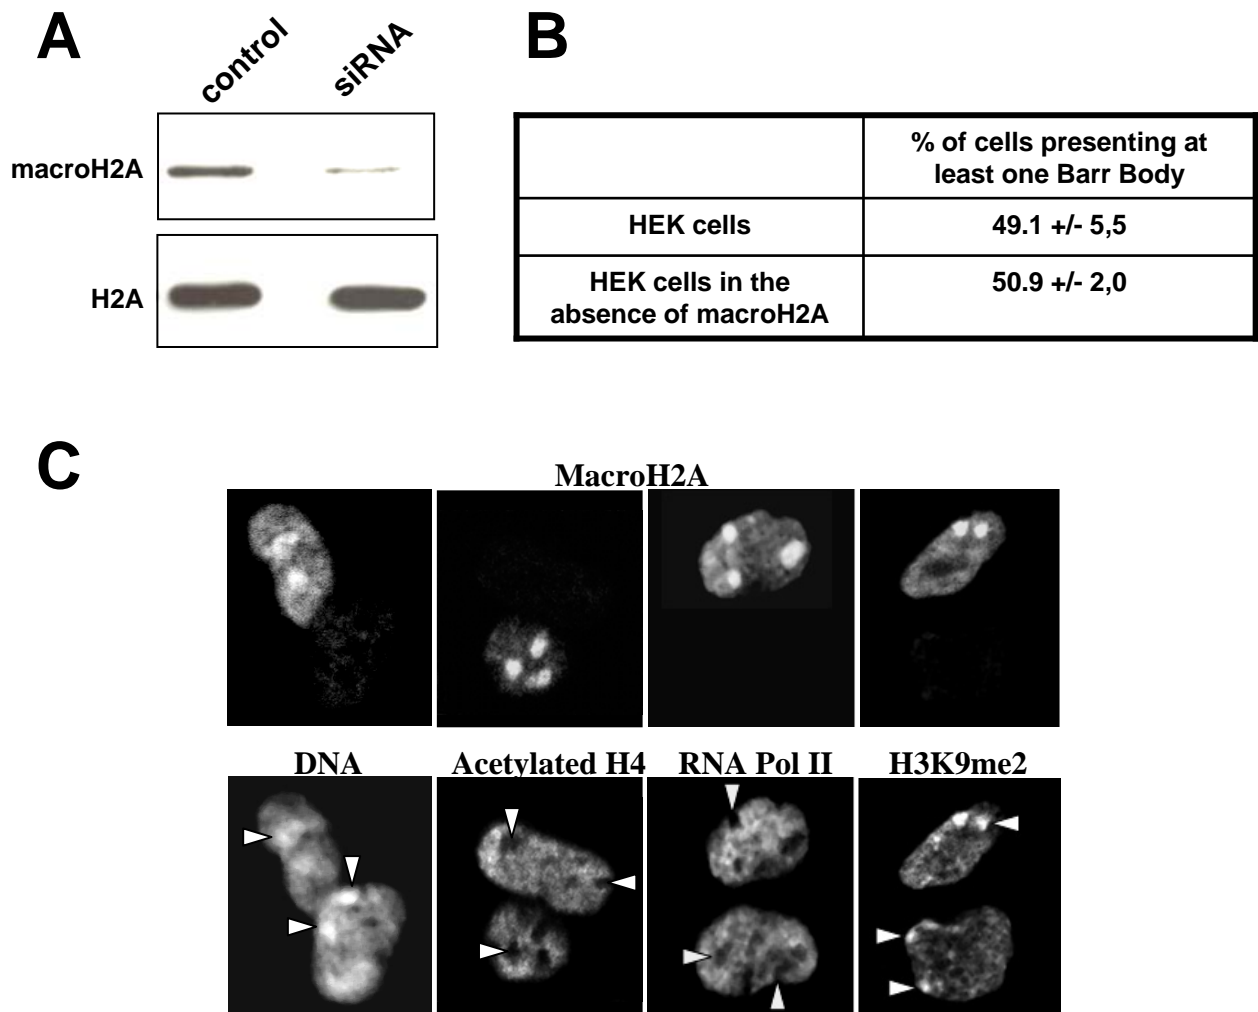 A
control
siRNA
macroH2A
H2A
B
% of cells presenting at
least one Barr Body
HEK cells
49.1 +/- 5,5
HEK cells in the
absence of macroH2A
50.9 +/- 2,0
C
MacroH2A
DNA
Acetylated H4
RNA Pol II
H3K9me2